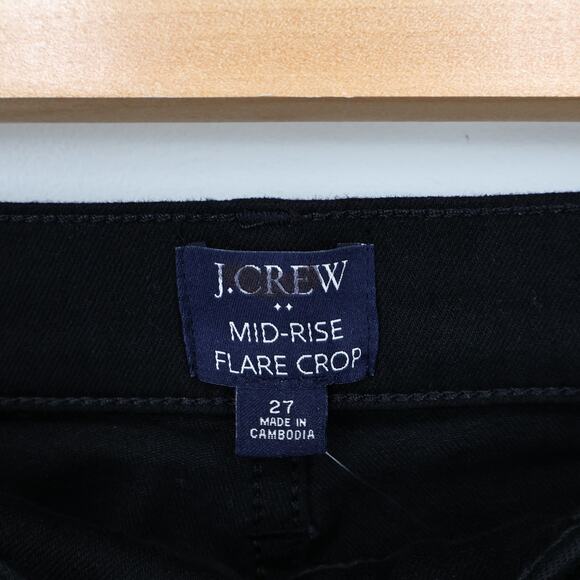 J.CREW
MID-RISE
FLARE CROP
27
MADE IN
CAMBODIA